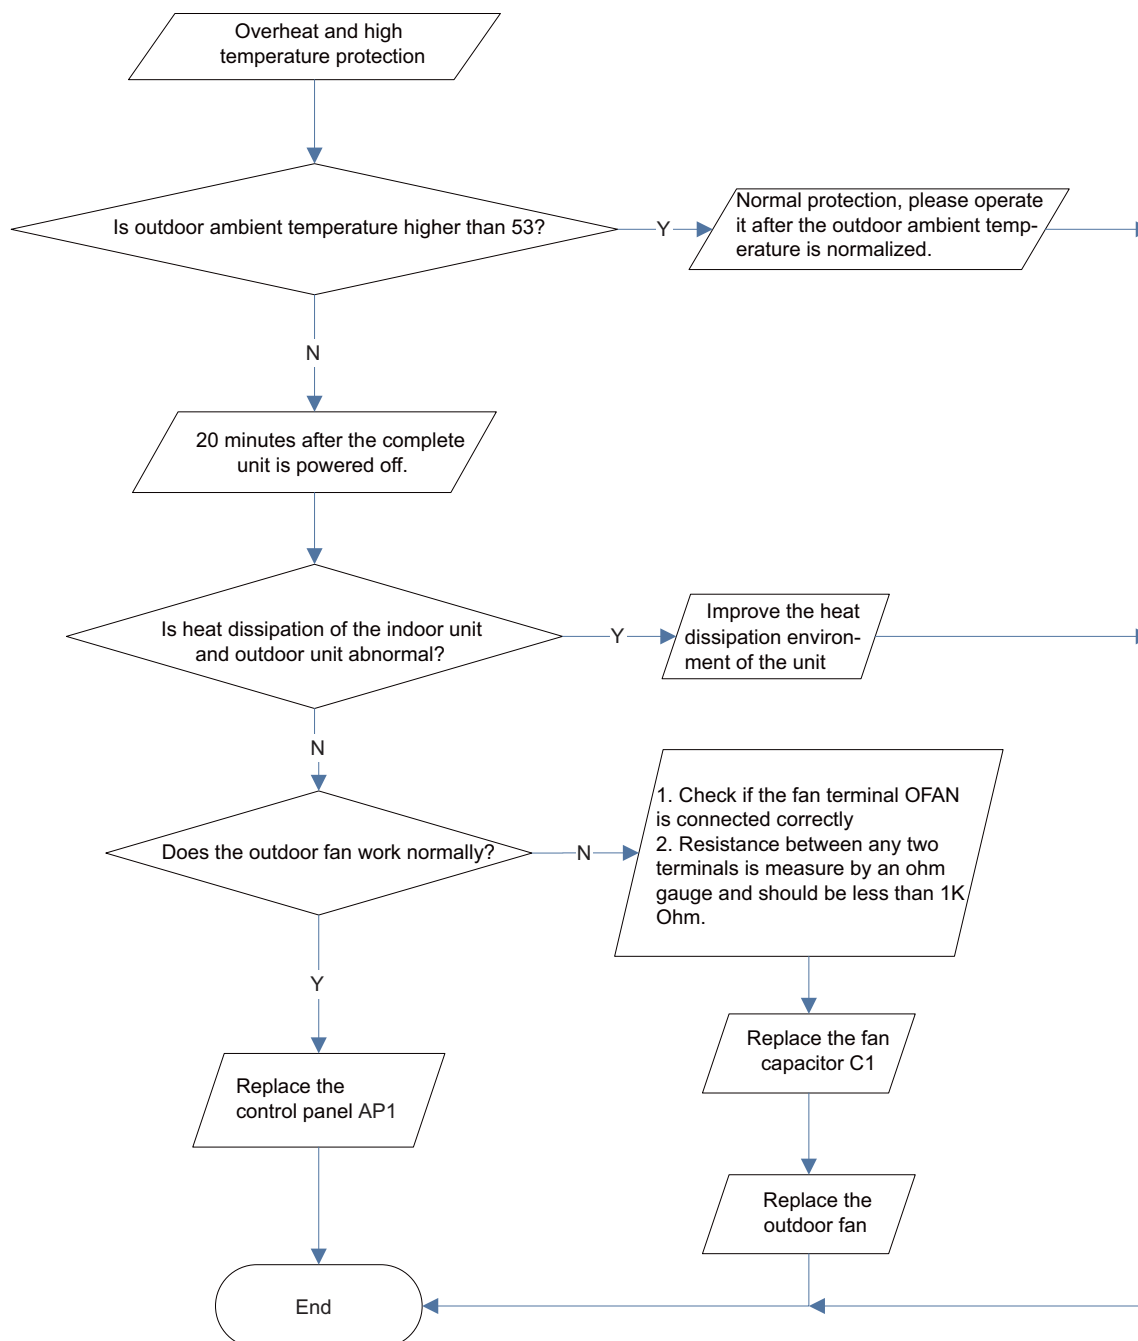 Overheat and high
temperature protection
Is outdoor ambient temperature higher than 53?
Y
Normal protection, please operate
it after the outdoor ambient temp-
erature is normalized.
N
20 minutes after the complete
unit is powered off.
Is heat dissipation of the indoor unit
and outdoor unit abnormal?
Y
Improve the heat
dissipation environ-
ment of the unit
N
Does the outdoor fan work normally?
N
1. Check if the fan terminal OFAN
is connected correctly
2. Resistance between any two
terminals is measure by an ohm
gauge and should be less than 1K
Ohm.
Y
Replace the fan
capacitor C1
Replace the
control panel AP1
Replace the
outdoor fan
End